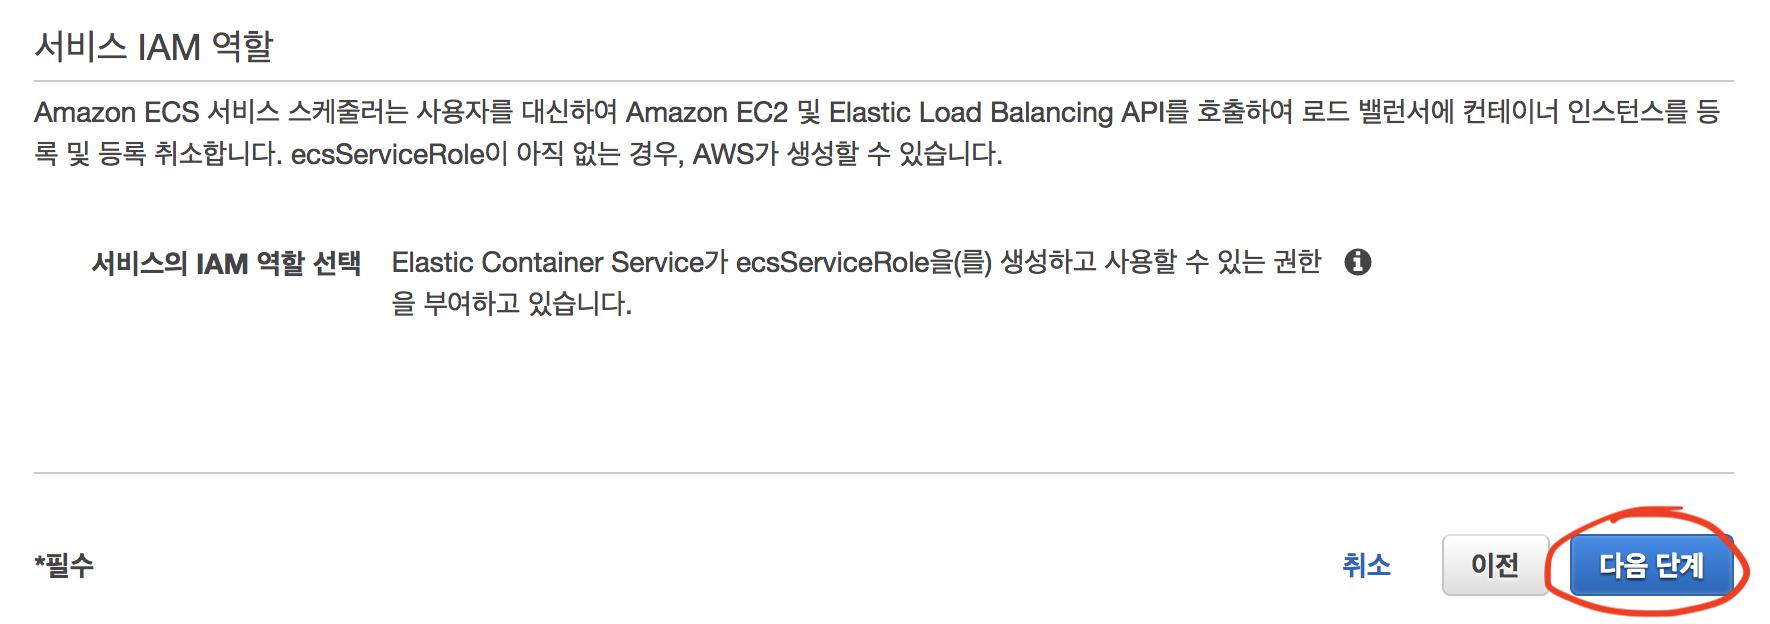 서비스 IAM 역할
Amazon ECS 서비스 스케줄러는 사용자를 대신하여 Amazon EC2 및 Elastic Load Balancing API를 호출하여 로드 밸런서에 컨테이너 인스턴스를 등
록 및 등록 취소합니다. ecsServiceRole이 아직 없는 경우, AWS가 생성할 수 있습니다.
서비스의 IAM 역할 선택 Elastic Container Service가 ecsServiceRole을(를) 생성하고 사용할 수 있는 권한
을 부여하고 있습니다.
*필수 취소 이전 다음 단계